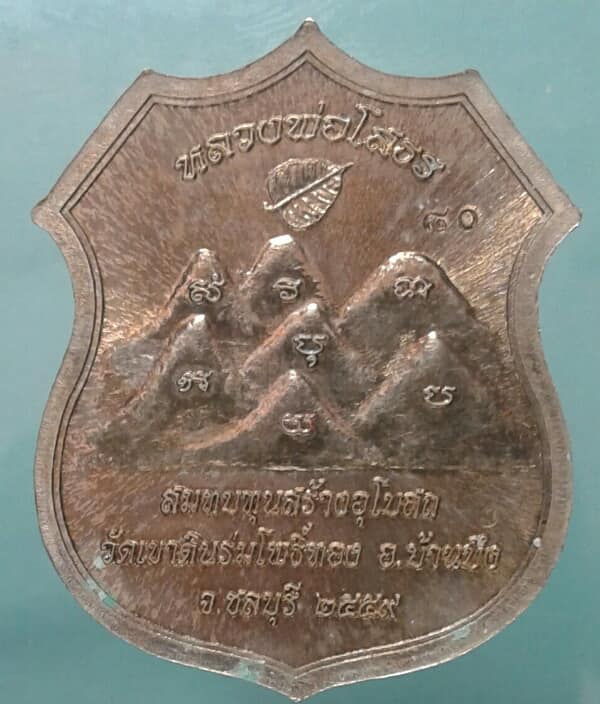 หลวงพ่อโสธร
๘๐
สมทบทุนสร้างอุโบสถ
วัดเขาดินร่มโพธิ์ทอง อ.บ้านบึง
จ.ชลบุรี ๒๕๕๙